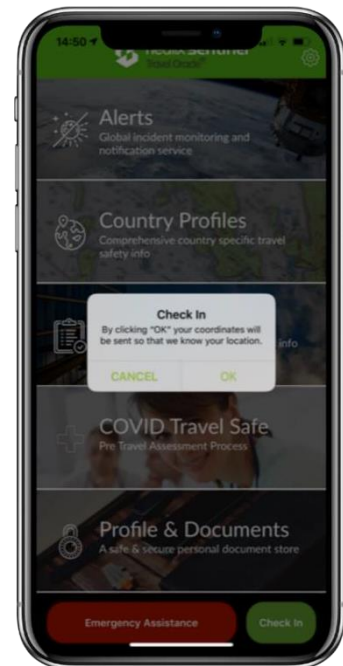 14:50
Sentinel
Travel Oracle
Alerts
Global incident monitoring and
notification service
Country Profiles
Comprehensive country specific travel
safety info
Check In
By clicking "OK" your coordinates will
be sent so that we know your location.
info
CANCEL OK
COVID Travel Safe
Pre Travel Assessment Process
Profile & Documents
A safe & secure personal document store
Emergency Assistance
Check In